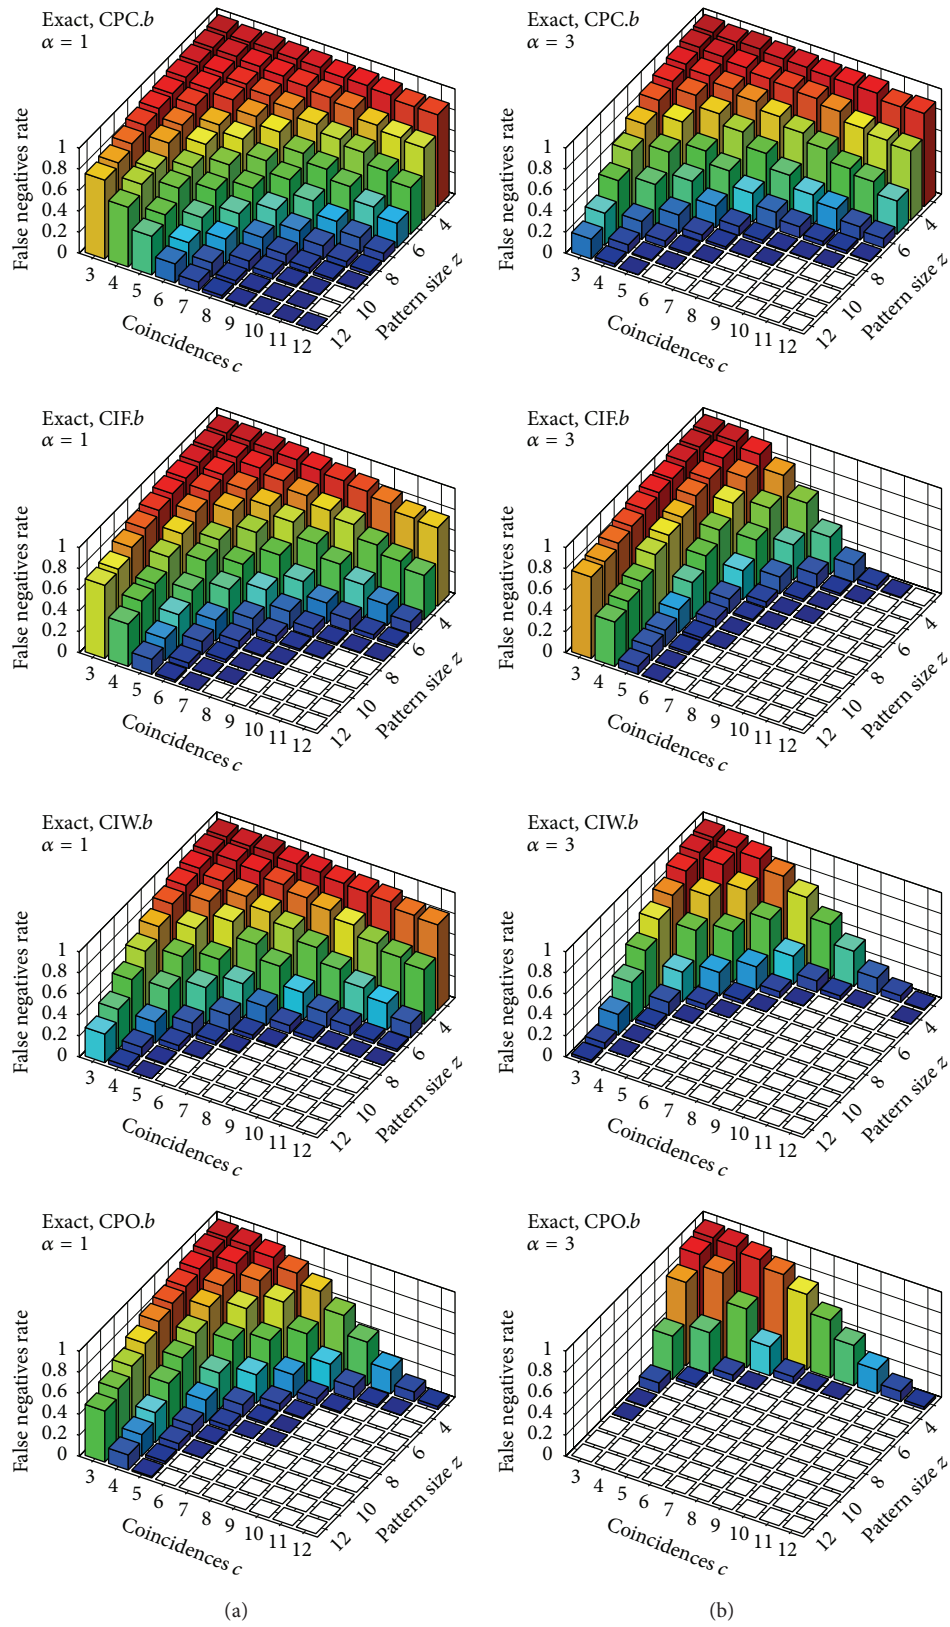 Exact, CPC.b
α = 1
False negatives rate
1
0.8
0.6
0.4
0.2
0
3 4 5 6 7 8 9 10 11 12
Coincidences c
12 10 8 6 4
Pattern size z
Exact, CPC.b
α = 3
False negatives rate
1
0.8
0.6
0.4
0.2
0
3 4 5 6 7 8 9 10 11 12
Coincidences c
12 10 8 6 4
Pattern size z
Exact, CIF.b
α = 1
False negatives rate
1
0.8
0.6
0.4
0.2
0
3 4 5 6 7 8 9 10 11 12
Coincidences c
12 10 8 6 4
Pattern size z
Exact, CIF.b
α = 3
False negatives rate
1
0.8
0.6
0.4
0.2
0
3 4 5 6 7 8 9 10 11 12
Coincidences c
12 10 8 6 4
Pattern size z
Exact, CIW.b
α = 1
False negatives rate
1
0.8
0.6
0.4
0.2
0
3 4 5 6 7 8 9 10 11 12
Coincidences c
12 10 8 6 4
Pattern size z
Exact, CIW.b
α = 3
False negatives rate
1
0.8
0.6
0.4
0.2
0
3 4 5 6 7 8 9 10 11 12
Coincidences c
12 10 8 6 4
Pattern size z
Exact, CPO.b
α = 1
False negatives rate
1
0.8
0.6
0.4
0.2
0
3 4 5 6 7 8 9 10 11 12
Coincidences c
12 10 8 6 4
Pattern size z
Exact, CPO.b
α = 3
False negatives rate
1
0.8
0.6
0.4
0.2
0
3 4 5 6 7 8 9 10 11 12
Coincidences c
12 10 8 6 4
Pattern size z
(a)
(b)